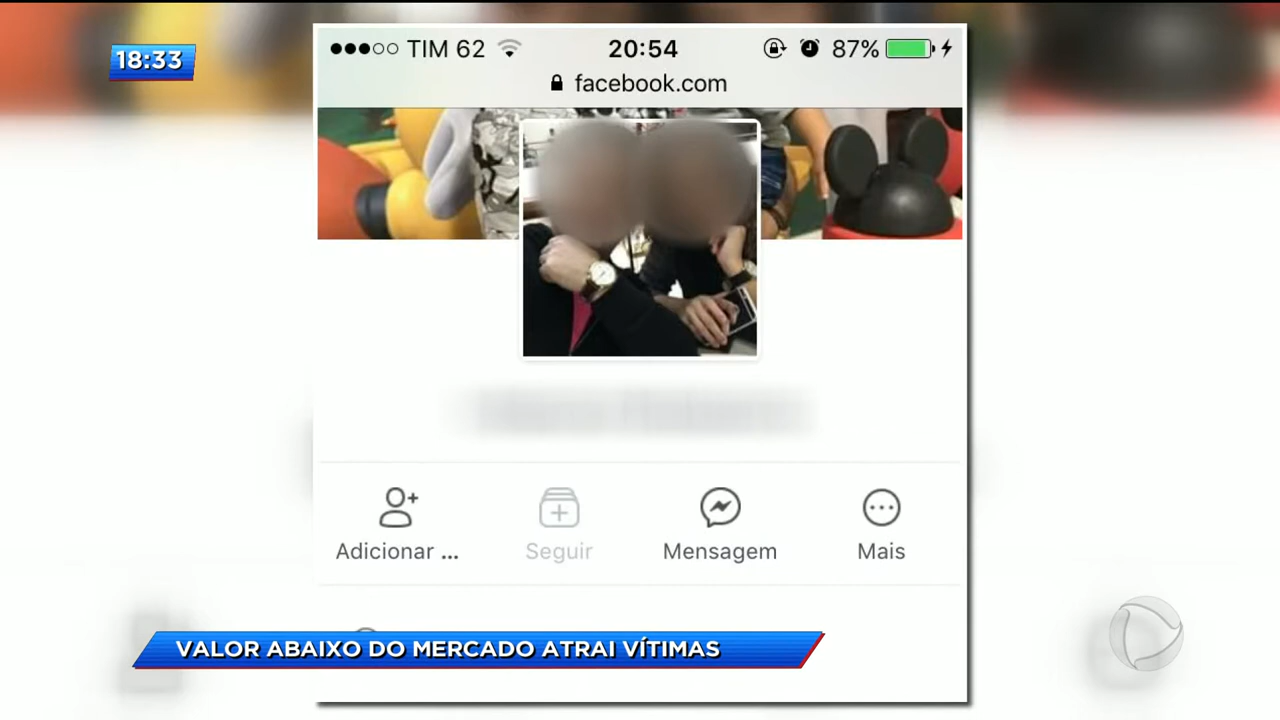 18:33
TIM 62 20:54 87%
facebook.com
Adicionar ... Seguir Mensagem Mais
VALOR ABAIXO DO MERCADO ATRAI VÍTIMAS